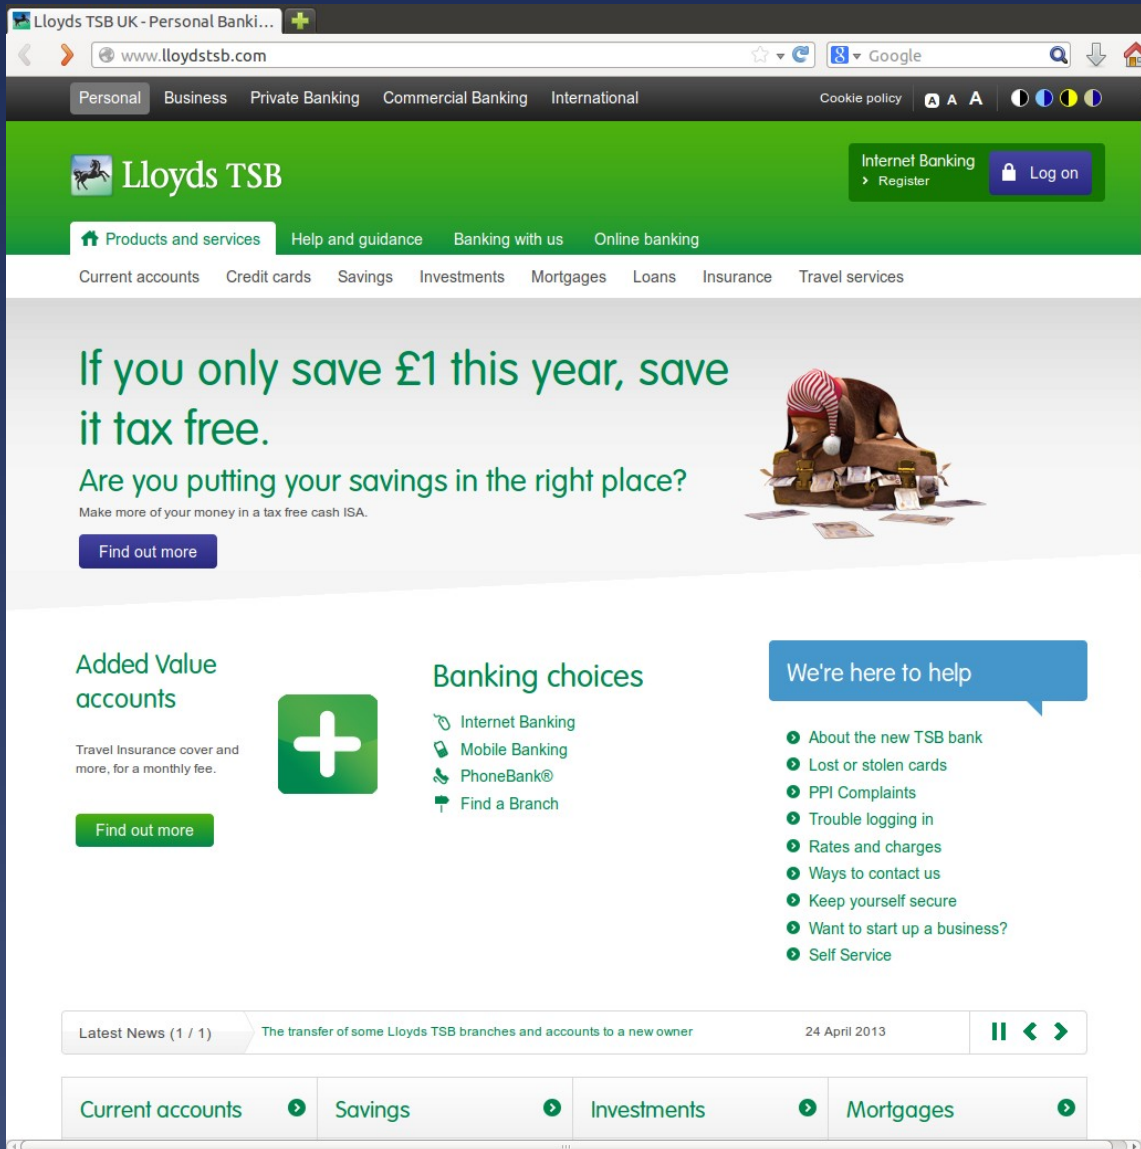 Lloyds TSB UK - Personal Banki...
www.lloydstsb.com
Google
Personal Business Private Banking Commercial Banking International Cookie policy A A A
Lloyds TSB
Internet Banking
Register
Log on
Products and services Help and guidance Banking with us Online banking
Current accounts Credit cards Savings Investments Mortgages Loans Insurance Travel services
If you only save £1 this year, save
it tax free.
Are you putting your savings in the right place?
Make more of your money in a tax free cash ISA.
Find out more
Added Value
accounts
Travel Insurance cover and
more, for a monthly fee.
Find out more
Banking choices
Internet Banking
Mobile Banking
PhoneBank®
Find a Branch
We're here to help
About the new TSB bank
Lost or stolen cards
PPI Complaints
Trouble logging in
Rates and charges
Ways to contact us
Keep yourself secure
Want to start up a business?
Self Service
Latest News (1 / 1) The transfer of some Lloyds TSB branches and accounts to a new owner 24 April 2013
Current accounts Savings Investments Mortgages